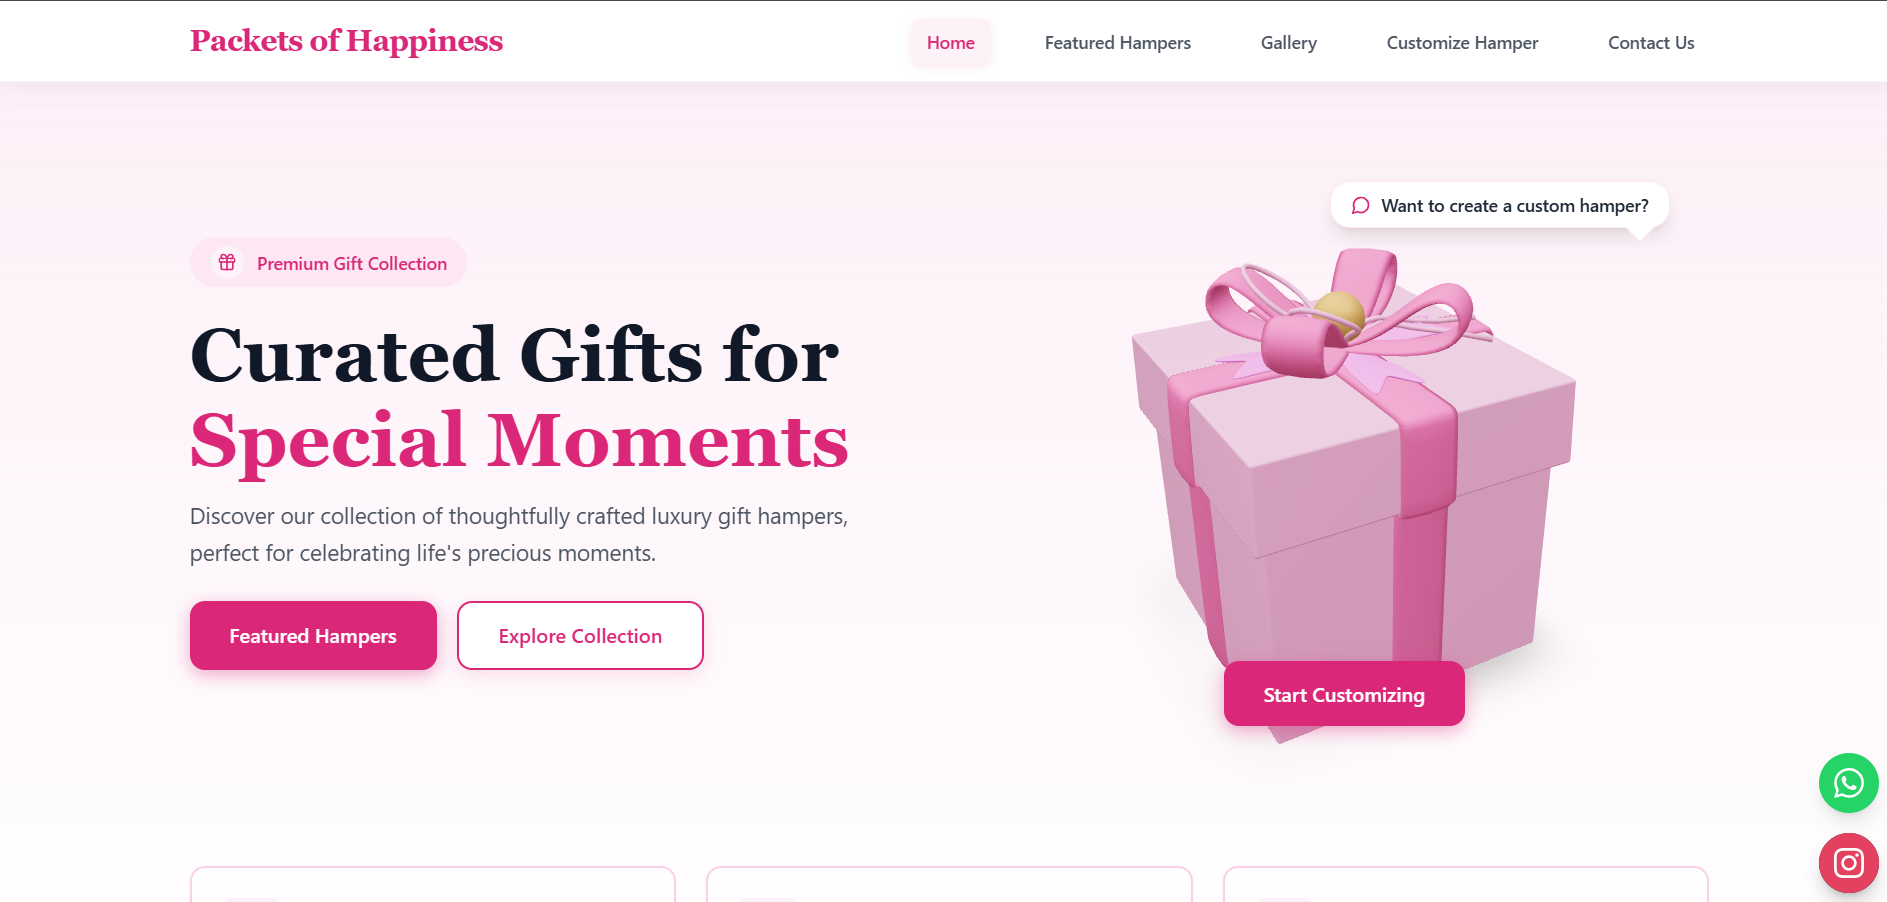 Packets of Happiness
Home
Featured Hampers
Gallery
Customize Hamper
Contact Us
Want to create a custom hamper?
Premium Gift Collection
Curated Gifts for
Special Moments
Discover our collection of thoughtfully crafted luxury gift hampers,
perfect for celebrating life's precious moments.
Featured Hampers
Explore Collection
Start Customizing